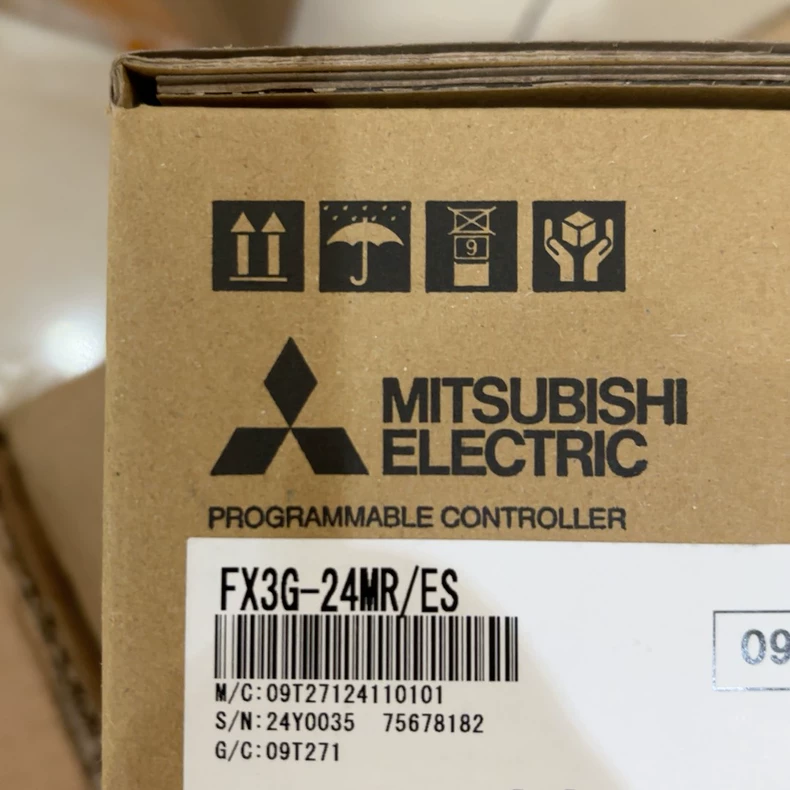 9
MITSUBISHI
ELECTRIC
PROGRAMMABLE CONTROLLER
FX3G-24MR/ES
09
M/C:09T27124110101
S/N:24Y0035 75678182
G/C:09T271